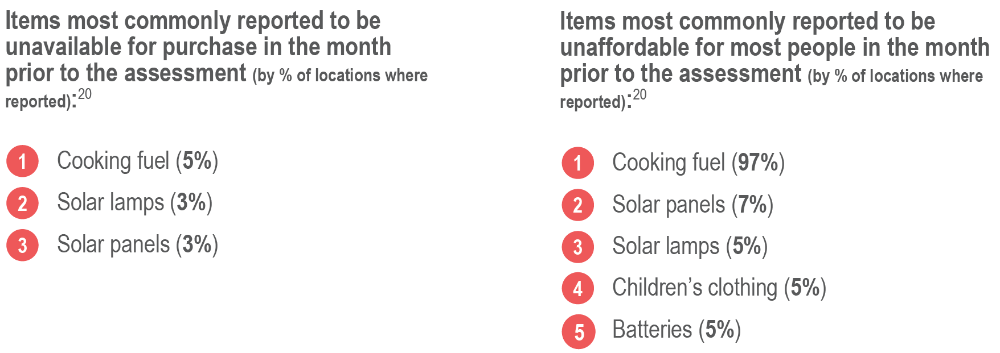 Items most commonly reported to be
unavailable for purchase in the month
prior to the assessment (by % of locations where
reported):20
1 Cooking fuel (5%)
2 Solar lamps (3%)
3 Solar panels (3%)
Items most commonly reported to be
unaffordable for most people in the month
prior to the assessment (by % of locations where
reported):20
1 Cooking fuel (97%)
2 Solar panels (7%)
3 Solar lamps (5%)
4 Children’s clothing (5%)
5 Batteries (5%)